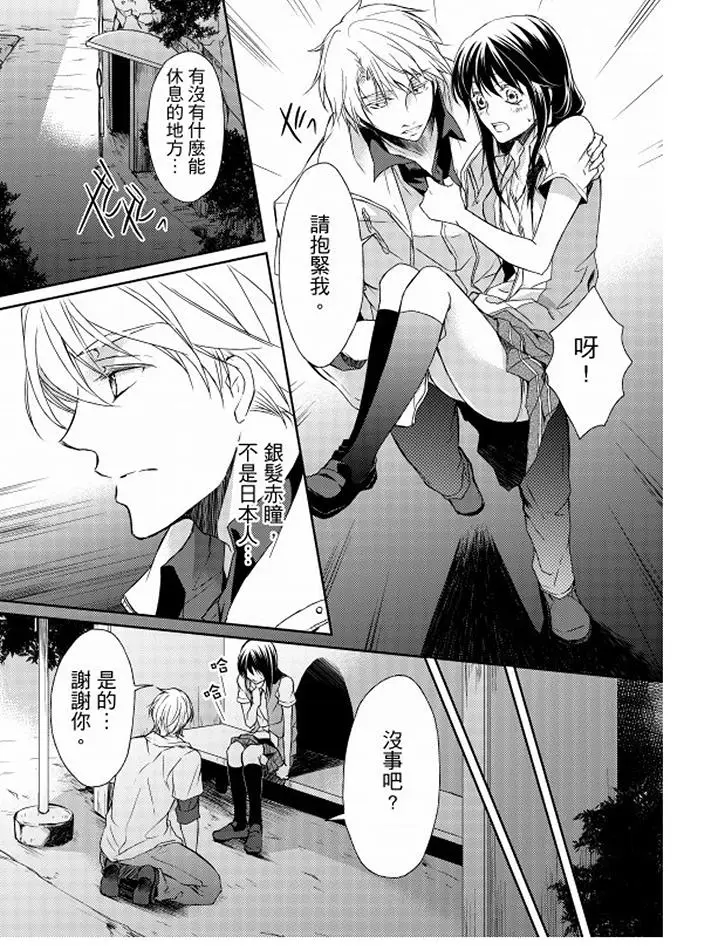 呀！
請抱緊我。
有沒有什麼能
休息的地方…
銀髮赤瞳，
不是日本人…
沒事吧？
哈
哈
是的…
謝謝你。